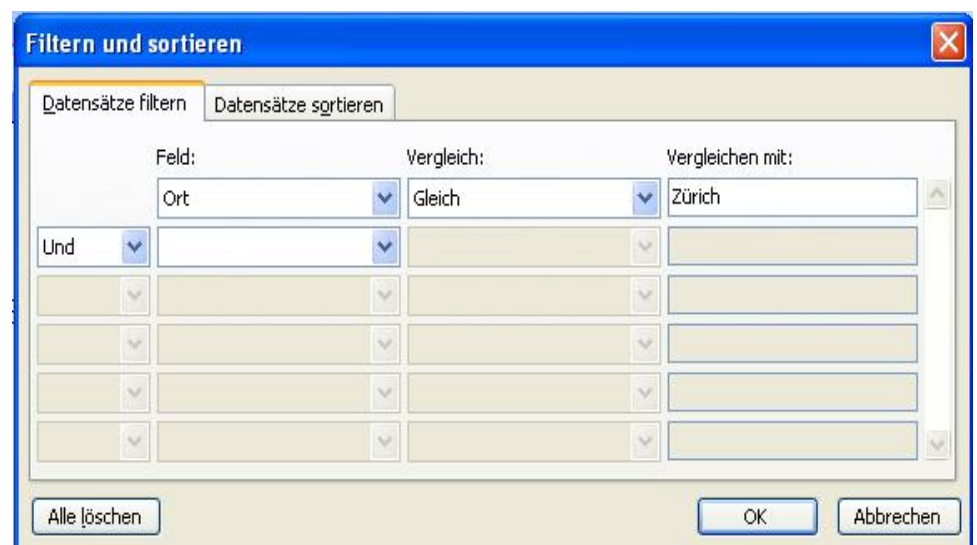 Filtern und sortieren
Datensätze filtern Datensätze sortieren
Feld: Vergleich: Vergleichen mit:
Ort Gleich Zürich
Und
Alle löschen OK Abbrechen